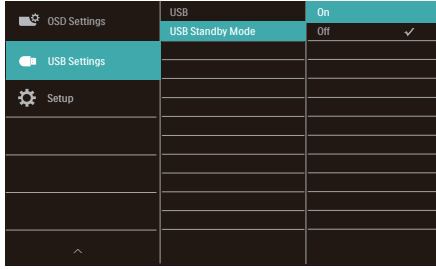 OSD Settings
USB Settings
Setup
USB
USB Standby Mode
On
Off